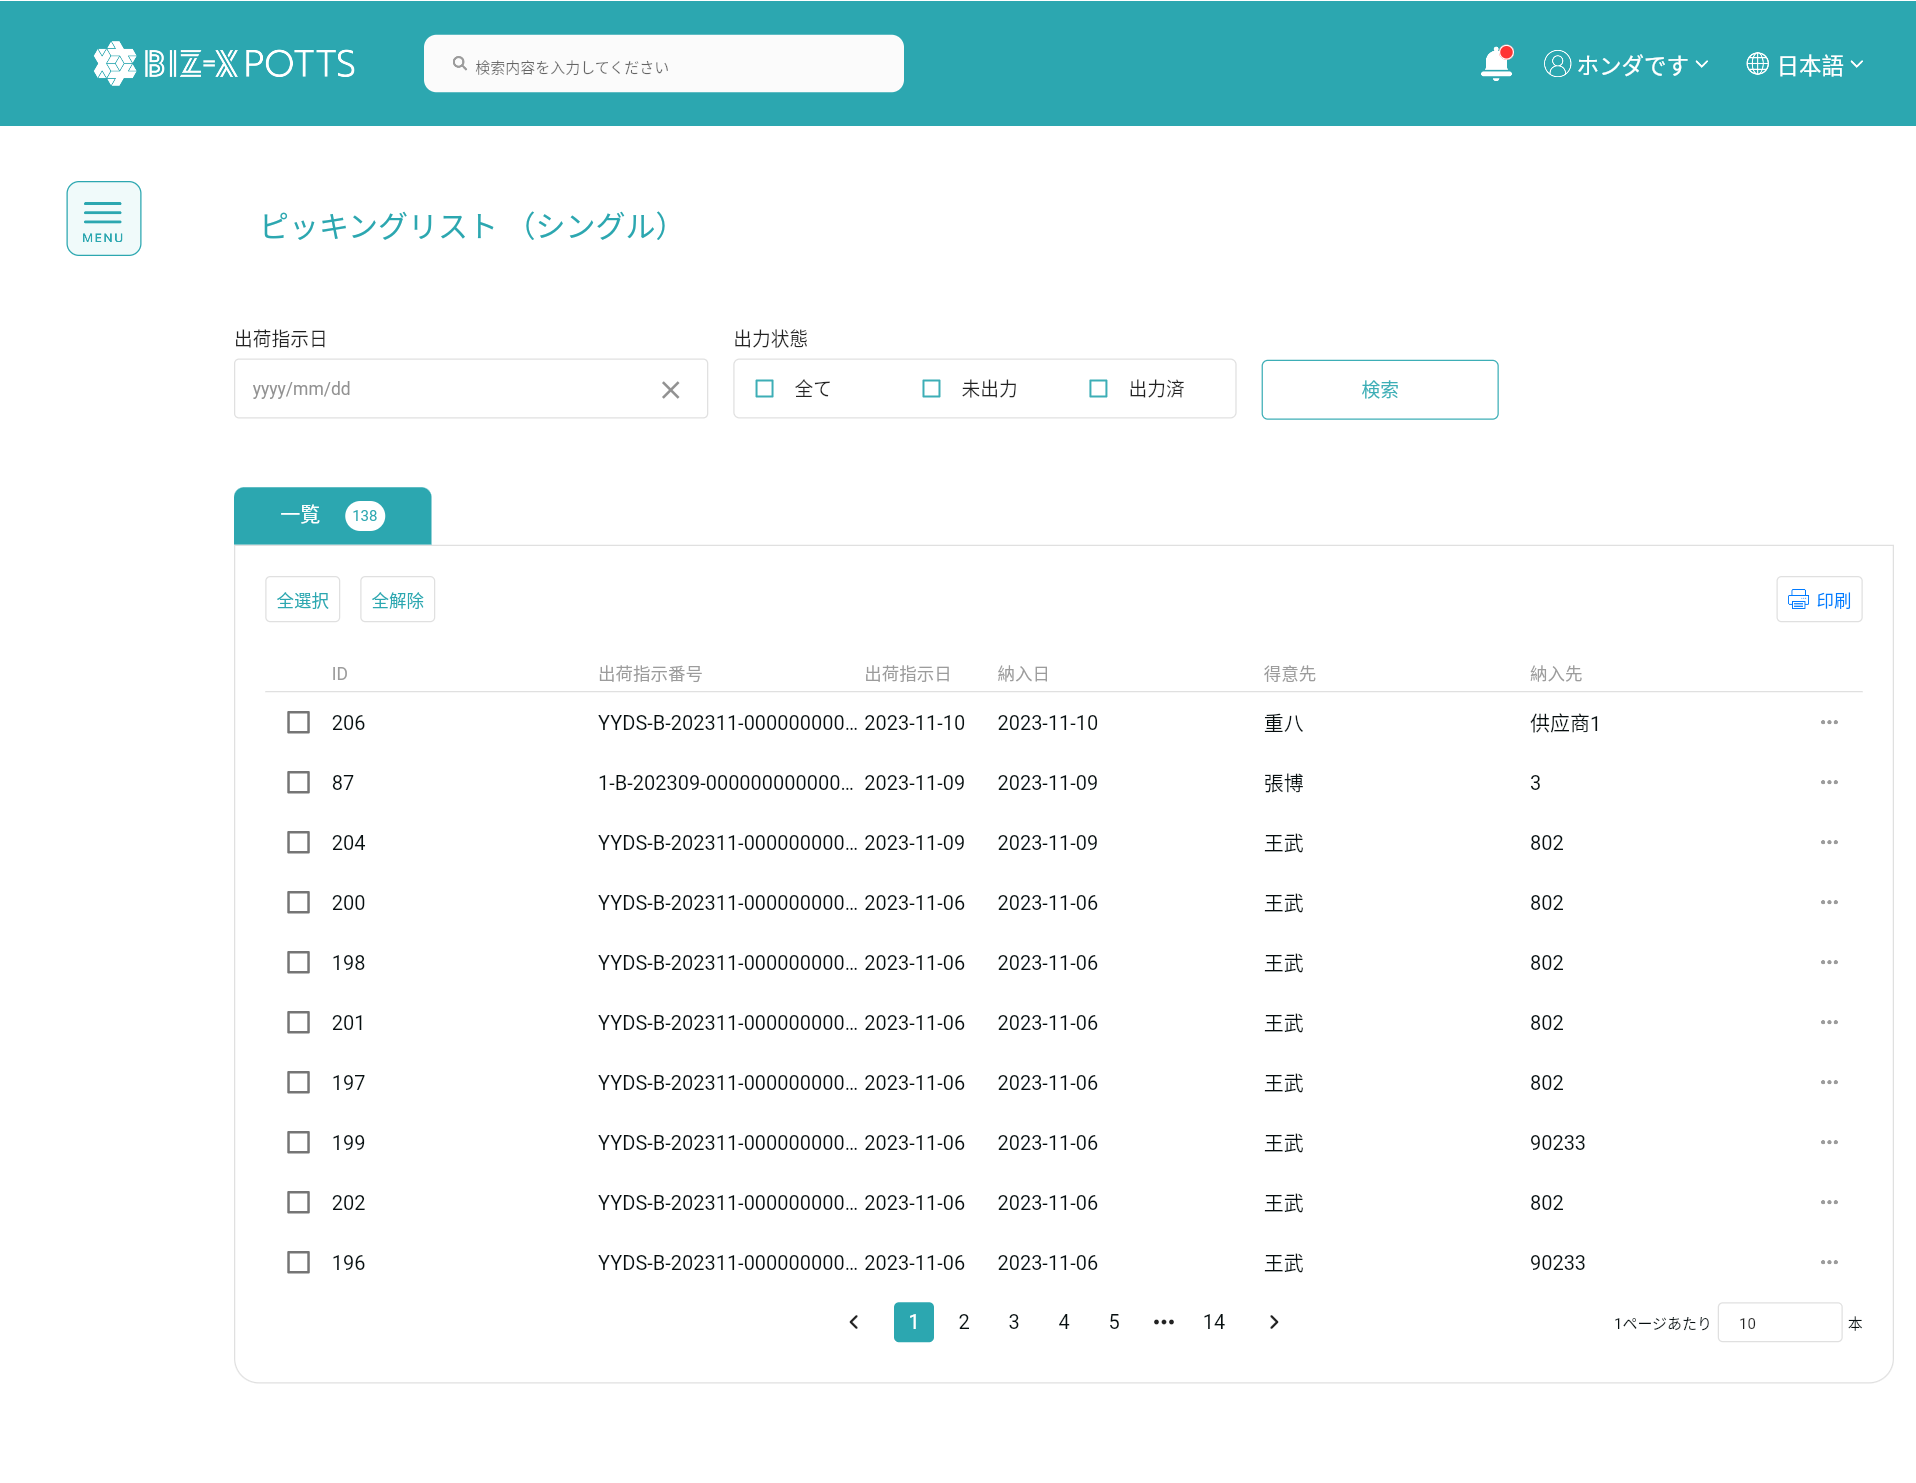 BIZ=X POTTS
検索内容を入力してください
ホンダです
日本語
MENU
ピッキングリスト （シングル）
出荷指示日
出力状態
yyyy/mm/dd
全て 未出力 出力済
検索
一覧 138
全選択 全解除
印刷
ID 出荷指示番号 出荷指示日 納入日 得意先 納入先
206 YYDS-B-202311-000000000... 2023-11-10 2023-11-10 重八 供应商1
87 1-B-202309-000000000000... 2023-11-09 2023-11-09 張博 3
204 YYDS-B-202311-000000000... 2023-11-09 2023-11-09 王武 802
200 YYDS-B-202311-000000000... 2023-11-06 2023-11-06 王武 802
198 YYDS-B-202311-000000000... 2023-11-06 2023-11-06 王武 802
201 YYDS-B-202311-000000000... 2023-11-06 2023-11-06 王武 802
197 YYDS-B-202311-000000000... 2023-11-06 2023-11-06 王武 802
199 YYDS-B-202311-000000000... 2023-11-06 2023-11-06 王武 90233
202 YYDS-B-202311-000000000... 2023-11-06 2023-11-06 王武 802
196 YYDS-B-202311-000000000... 2023-11-06 2023-11-06 王武 90233
1 2 3 4 5 ••• 14
1ページあたり 10 本